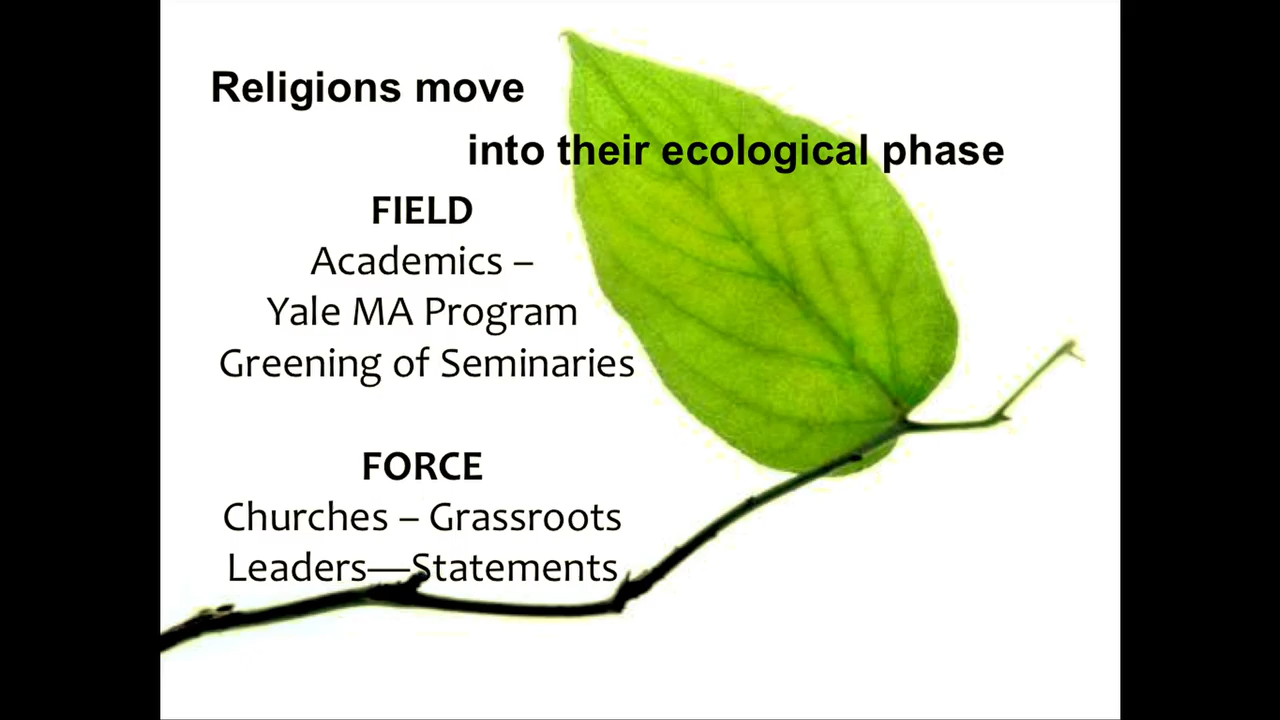 Religions move
into their ecological phase
FIELD
Academics –
Yale MA Program
Greening of Seminaries
FORCE
Churches – Grassroots
Leaders—Statements